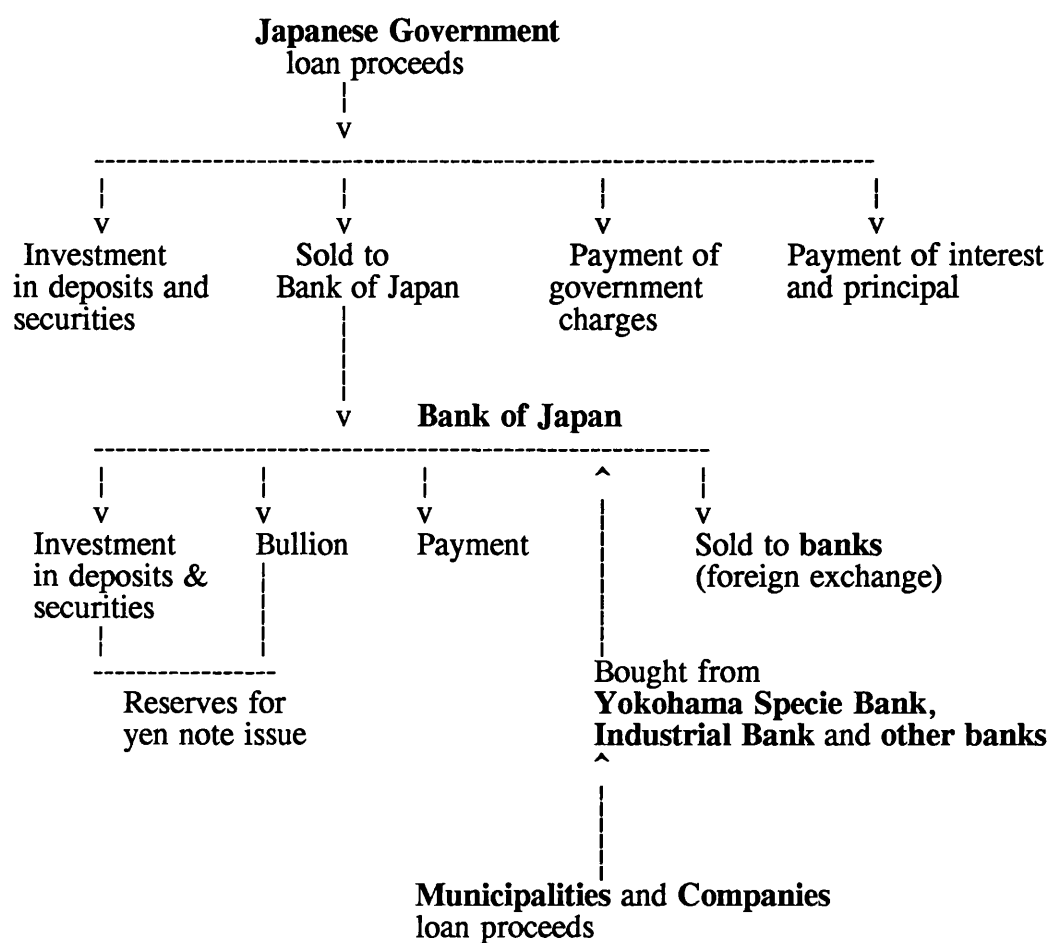 Japanese Government
loan proceeds
Investment
in deposits and
securities
Sold to
Bank of Japan
Payment of
government
charges
Payment of interest
and principal
Bank of Japan
Investment
in deposits &
securities
Bullion
Payment
Sold to banks
(foreign exchange)
Reserves for
yen note issue
Bought from
Yokohama Specie Bank,
Industrial Bank and other banks
Municipalities and Companies
loan proceeds